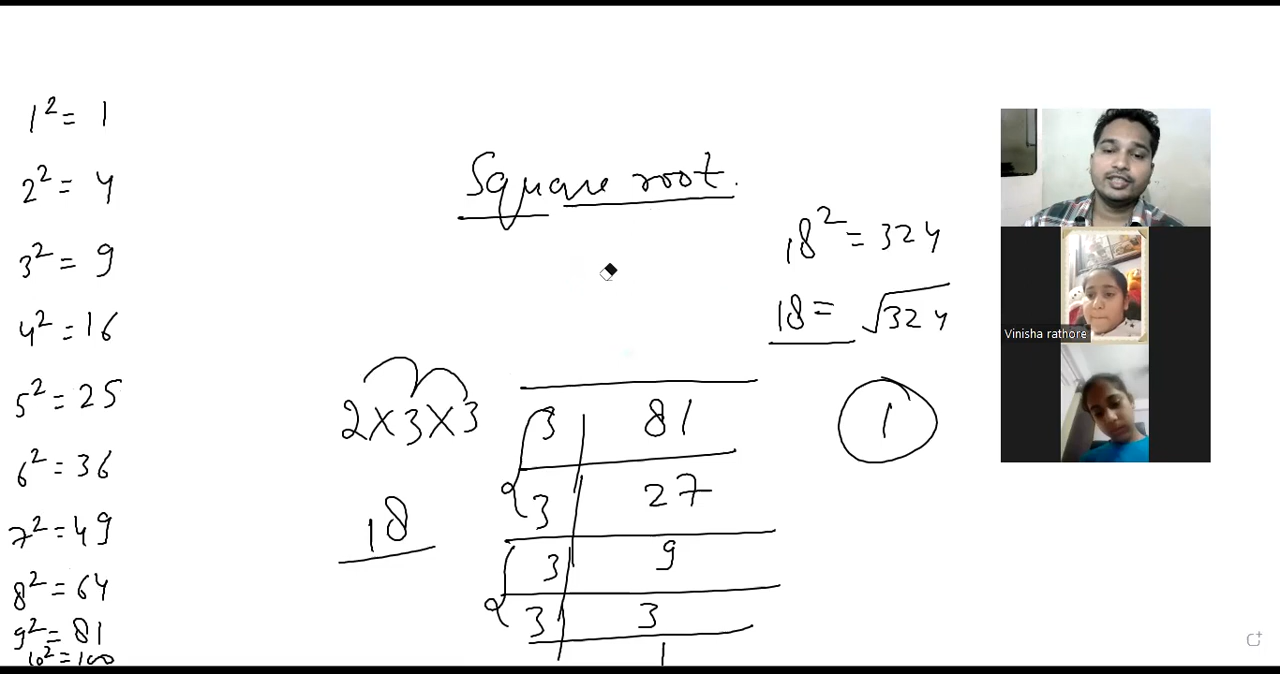 1² = 1
2² = 4
3² = 9
4² = 16
5² = 25
6² = 36
7² = 49
8² = 64
9² = 81
10² = 100
Square root.
18² = 324
18 = √324
2×3×3
18
3 | 81
3 | 27
3 | 9
3 | 3
1
1
Vinisha rathore